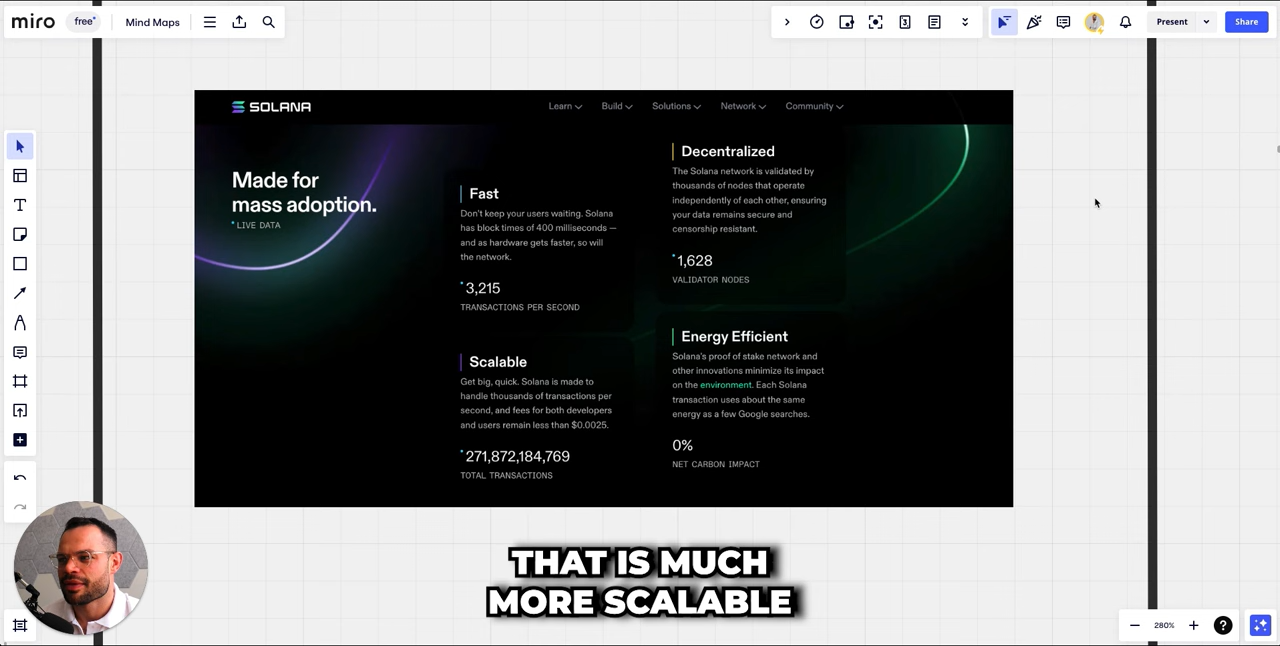 miro free Mind Maps
3
Present
Share
SOLANA
Learn Build Solutions Network Community
Made for
mass adoption.
LIVE DATA
Fast
Don't keep your users waiting. Solana
has block times of 400 milliseconds —
and as hardware gets faster, so will
the network.
3,215
TRANSACTIONS PER SECOND
Decentralized
The Solana network is validated by
thousands of nodes that operate
independently of each other, ensuring
your data remains secure and
censorship resistant.
1,628
VALIDATOR NODES
Scalable
Get big, quick. Solana is made to
handle thousands of transactions per
second, and fees for both developers
and users remain less than $0.0025.
271,872,184,769
TOTAL TRANSACTIONS
Energy Efficient
Solana's proof of stake network and
other innovations minimize its impact
on the environment. Each Solana
transaction uses about the same
energy as a few Google searches.
0%
NET CARBON IMPACT
THAT IS MUCH
MORE SCALABLE
280%
?